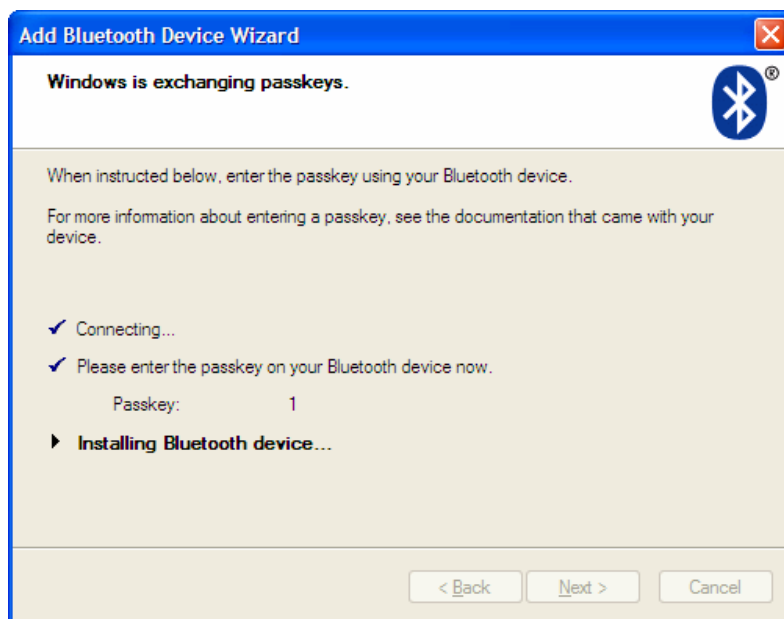 Add Bluetooth Device Wizard
Windows is exchanging passkeys.
®
When instructed below, enter the passkey using your Bluetooth device.
For more information about entering a passkey, see the documentation that came with your
device.
Connecting...
Please enter the passkey on your Bluetooth device now.
Passkey: 1
Installing Bluetooth device...
< Back Next > Cancel